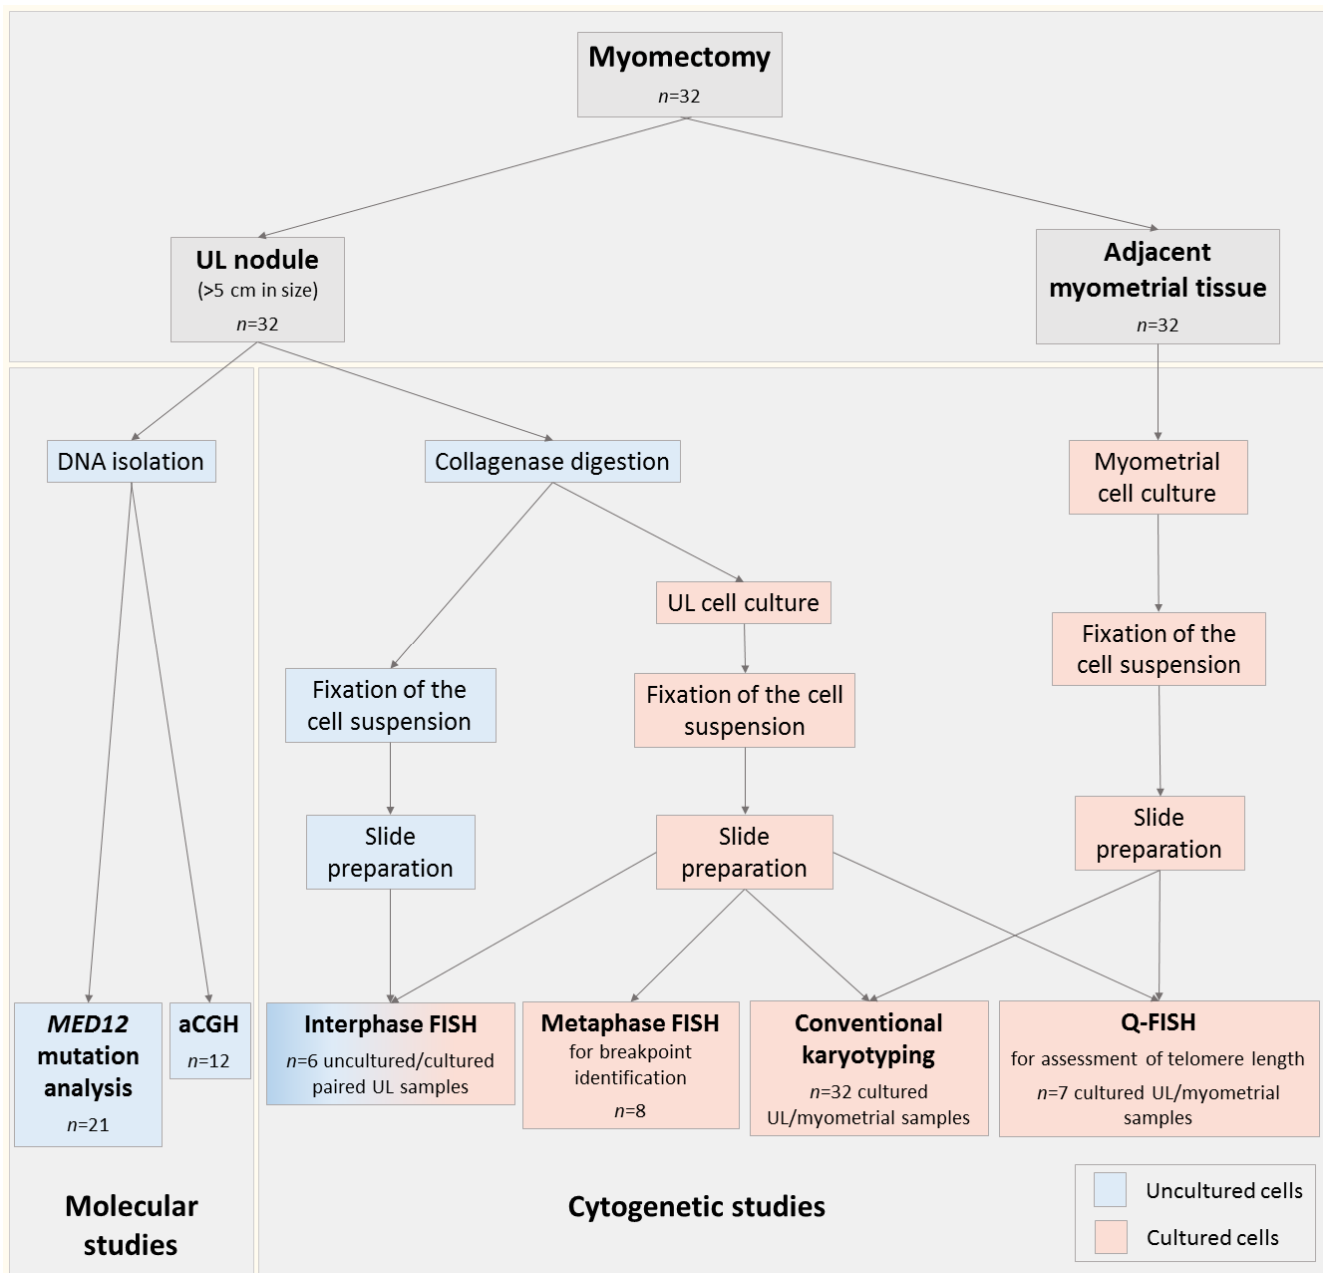 Myomectomy
n=32
UL nodule
(>5 cm in size)
n=32
Adjacent
myometrial tissue
n=32
DNA isolation
Collagenase digestion
Myometrial
cell culture
UL cell culture
Fixation of the
cell suspension
Fixation of the
cell suspension
Fixation of the cell
suspension
Slide
preparation
Slide
preparation
Slide
preparation
MED12
mutation
analysis
n=21
aCGH
n=12
Interphase FISH
n=6 uncultured/cultured
paired UL samples
Metaphase FISH
for breakpoint
identification
n=8
Conventional
karyotyping
n=32 cultured
UL/myometrial samples
Q-FISH
for assessment of telomere length
n=7 cultured UL/myometrial
samples
Molecular
studies
Cytogenetic studies
Uncultured cells
Cultured cells